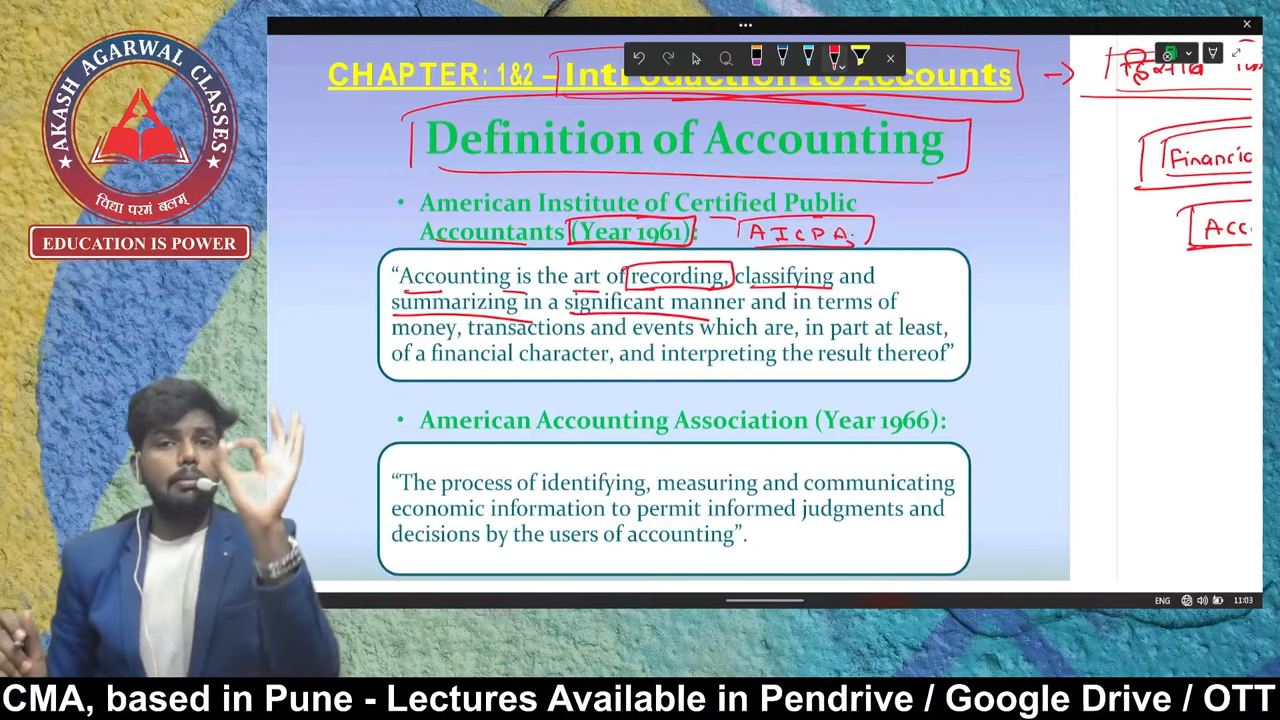 AKASH AGARWAL CLASSES
विद्या परमं बलम्
EDUCATION IS POWER
CHAPTER: 1&2 – Introduction to Accounts
Definition of Accounting
• American Institute of Certified Public
Accountants (Year 1961):
AICPA
“Accounting is the art of recording, classifying and
summarizing in a significant manner and in terms of
money, transactions and events which are, in part at least,
of a financial character, and interpreting the result thereof”
• American Accounting Association (Year 1966):
“The process of identifying, measuring and communicating
economic information to permit informed judgments and
decisions by the users of accounting”.
Financia
Acc
ENG 11:03
CMA, based in Pune - Lectures Available in Pendrive / Google Drive / OTT